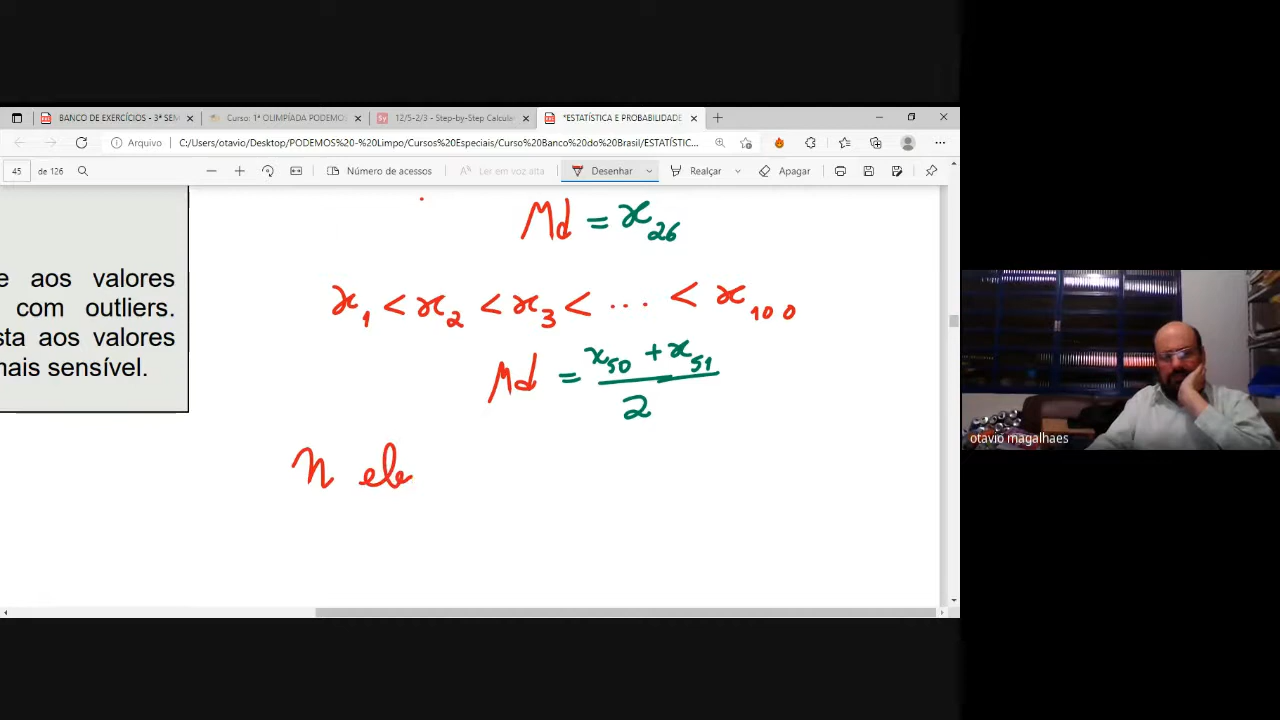 BANCO DE EXERCÍCIOS - 3ª SEM
Curso: 1ª OLIMPÍADA PODEMOS
12/5-2/3 - Step-by-Step Calcula
*ESTATÍSTICA E PROBABILIDADE
Arquivo | C:/Users/otavio/Desktop/PODEMOS%20-%20Limpo/Cursos%20Especiais/Curso%20Banco%20do%20Brasil/ESTATÍSTIC...
45 de 126 Número de acessos Ler em voz alta Desenhar Realçar Apagar
Md = x₂₆
e aos valores
com outliers.
sta aos valores
mais sensível.
x₁ < x₂ < x₃ < ... < x₁₀₀
Md = (x₅₀ + x₅₁)/2
n ele
otavio magalhaes